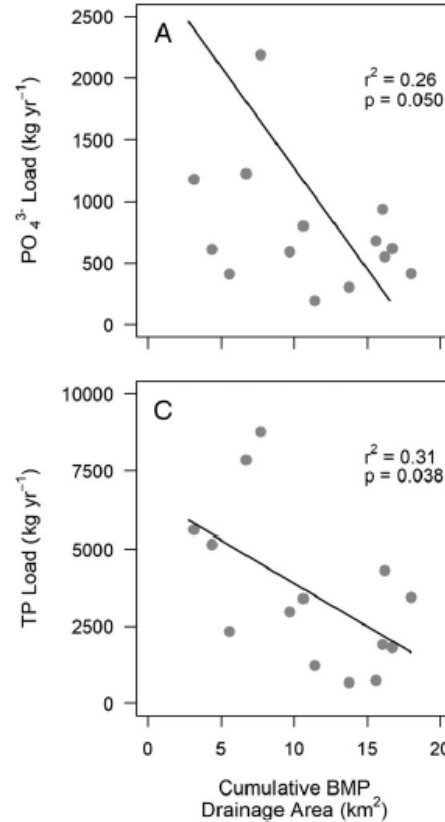 A
r² = 0.26
p = 0.050
2500
2000
1500
1000
500
0
PO₄³⁻ Load (kg yr⁻¹)
C
r² = 0.31
p = 0.038
10000
7500
5000
2500
0
TP Load (kg yr⁻¹)
0 5 10 15 20
Cumulative BMP
Drainage Area (km²)